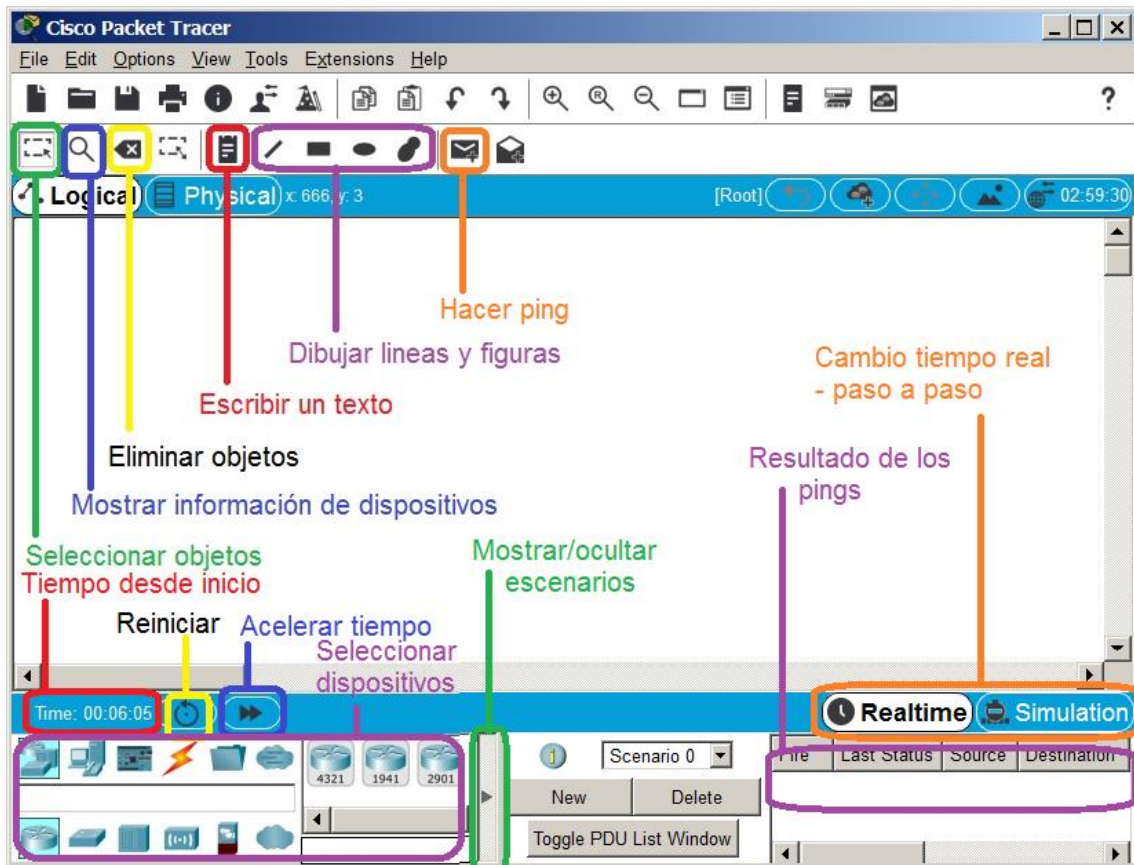 Cisco Packet Tracer
File Edit Options View Tools Extensions Help
?
Logical Physical x: 666, y: 3 [Root] 02:59:30
Hacer ping
Dibujar lineas y figuras
Cambio tiempo real
- paso a paso
Escribir un texto
Eliminar objetos
Resultado de los
pings
Mostrar información de dispositivos
Seleccionar objetos
Mostrar/ocultar
escenarios
Tiempo desde inicio
Reiniciar
Acelerar tiempo
Seleccionar
dispositivos
Time: 00:06:05
Realtime Simulation
4321 1941 2901
Scenario 0
Fire Last Status Source Destination
New Delete
Toggle PDU List Window